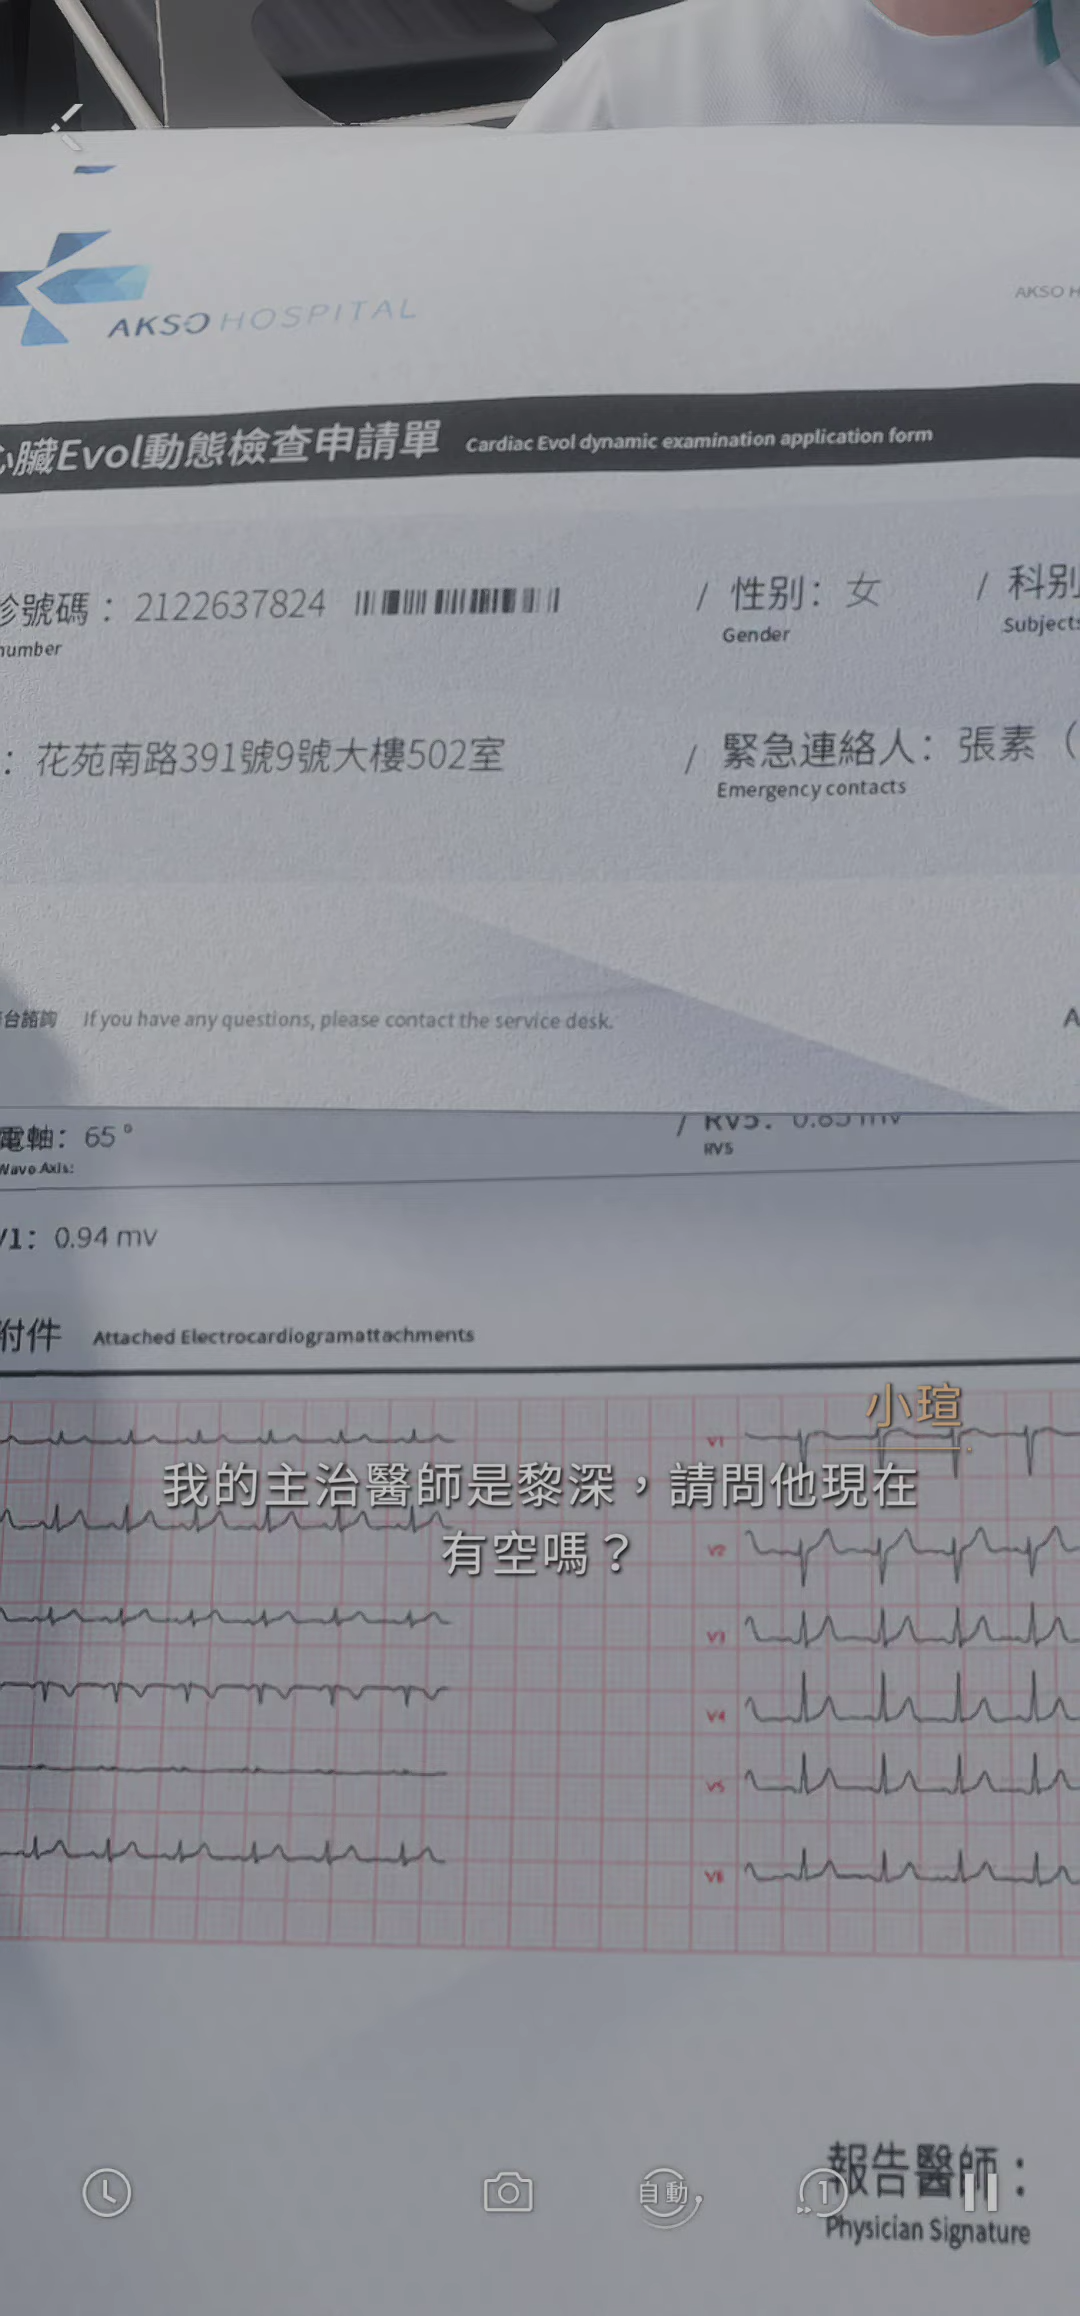 AKSO HOSPITAL
AKSO H
心臟Evol動態檢查申請單 Cardiac Evol dynamic examination application form
診號碼：2122637824 / 性別：女 / 科別
number Gender Subjects
：花苑南路391號9號大樓502室 / 緊急連絡人：張素（
Emergency contacts
台諮詢 If you have any questions, please contact the service desk.
A
電軸：65° / RV5：0.85 mv
Wave Axis: RV5
V1：0.94 mv
附件 Attached Electrocardiogramattachments
小瑄
V1
我的主治醫師是黎深，請問他現在
有空嗎？
V2
V3
V4
V5
V6
報告醫師：
自動
1
Physician Signature